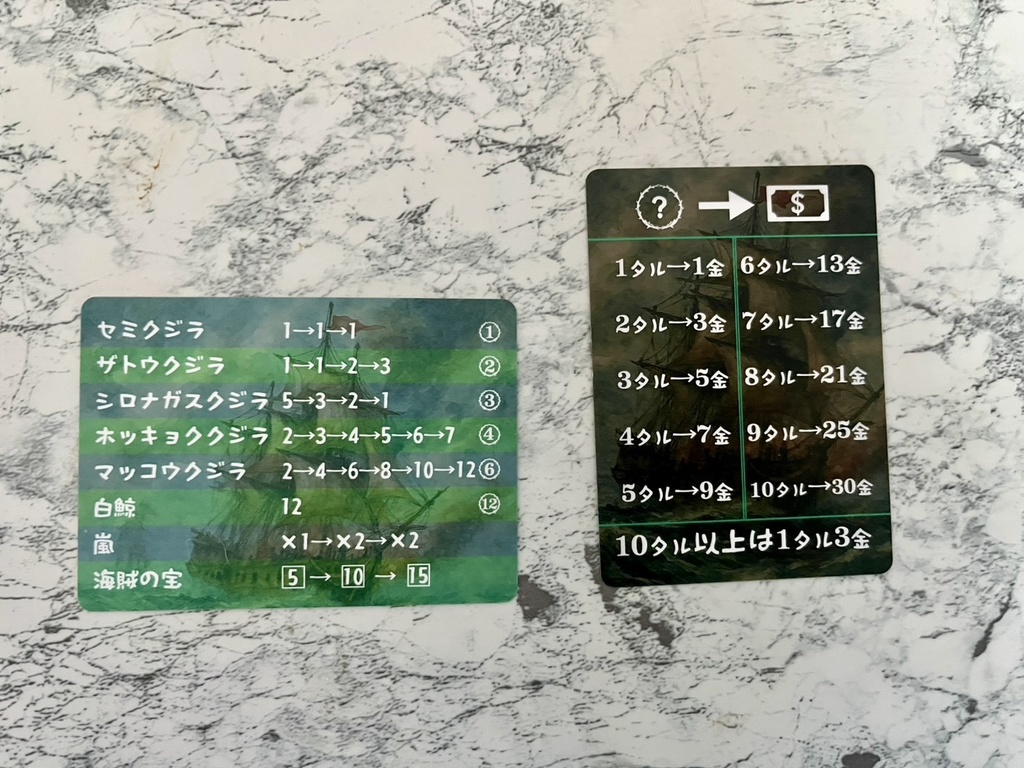 セミクジラ 1→1→1 ①
ザトウクジラ 1→1→2→3 ②
シロナガスクジラ 5→3→2→1 ③
ホッキョククジラ 2→3→4→5→6→7 ④
マッコウクジラ 2→4→6→8→10→12 ⑥
白鯨 12 ⑫
嵐 ×1→×2→×2
海賊の宝 5→10→15
?→$
1タル→1金 6タル→13金
2タル→3金 7タル→17金
3タル→5金 8タル→21金
4タル→7金 9タル→25金
5タル→9金 10タル→30金
10タル以上は1タル3金